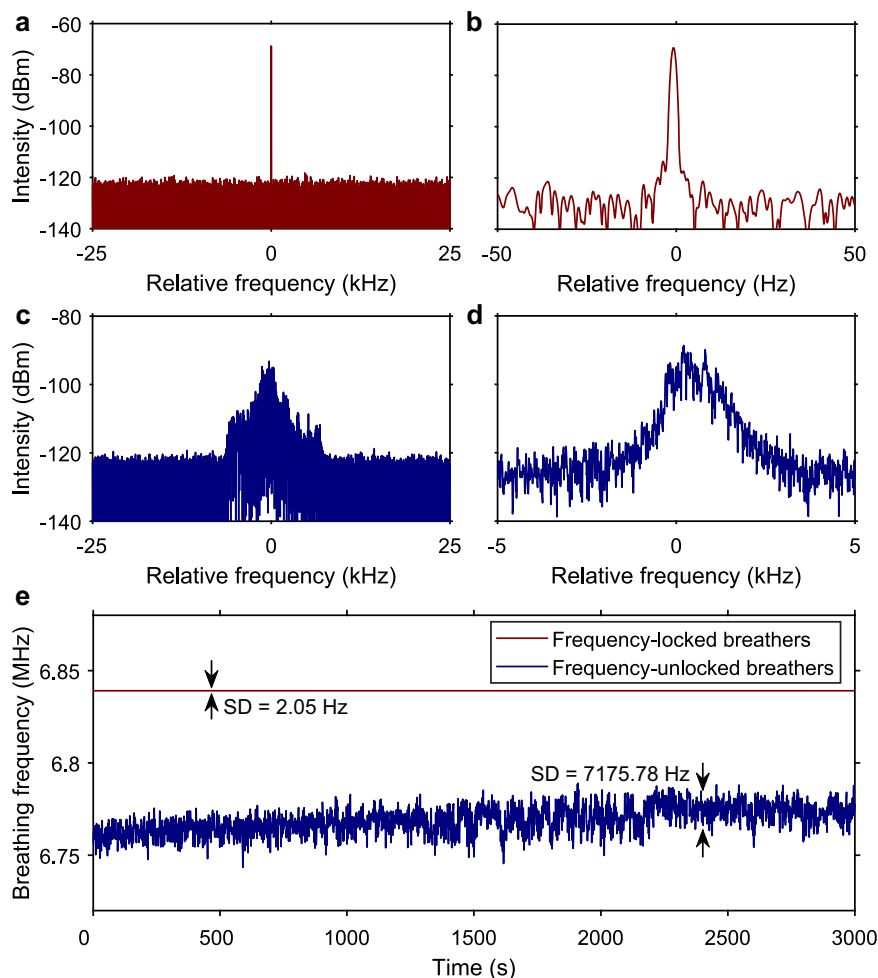 a
b
-60
-80
-100
-120
-140
Intensity (dBm)
-25
0
25
Relative frequency (kHz)
-50
0
50
Relative frequency (Hz)
c
d
-80
-100
-120
-140
Intensity (dBm)
-25
0
25
Relative frequency (kHz)
-5
0
5
Relative frequency (kHz)
e
Breathing frequency (MHz)
6.85
6.8
6.75
Frequency-locked breathers
Frequency-unlocked breathers
SD = 2.05 Hz
SD = 7175.78 Hz
0
500
1000
1500
2000
2500
3000
Time (s)